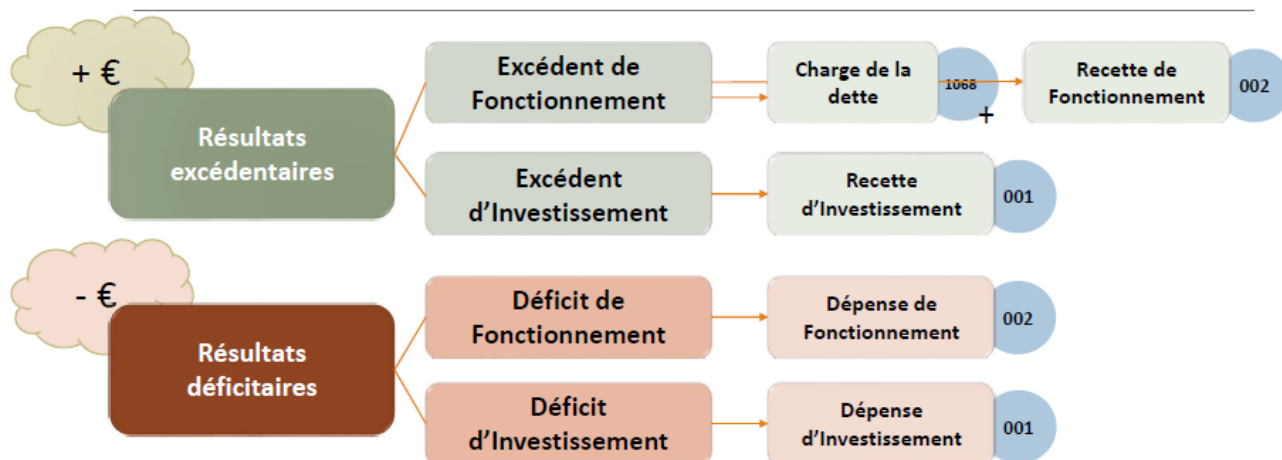 + €
Résultats
excédentaires
Excédent de
Fonctionnement
Charge de la
dette
1068
+
Recette de
Fonctionnement
002
Excédent
d'Investissement
Recette
d'Investissement
001
- €
Résultats
déficitaires
Déficit de
Fonctionnement
Dépense de
Fonctionnement
002
Déficit
d'Investissement
Dépense
d'Investissement
001